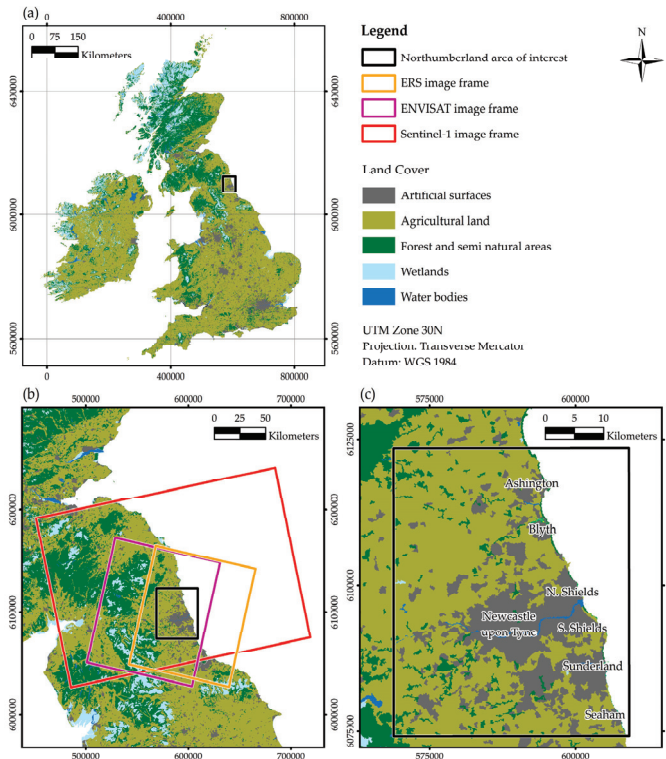 (a)
400000
800000
0 75 150
Kilometers
6400000
6000000
5600000
0
400000
800000
Legend
N
Northumberland area of interest
ERS image frame
ENVISAT image frame
Sentinel-1 image frame
Land Cover
Artificial surfaces
Agricultural land
Forest and semi natural areas
Wetlands
Water bodies
UTM Zone 30N
Projection: Transverse Mercator
Datum: WGS 1984
(b)
500000
600000
700000
0 25 50
Kilometers
6100000
6000000
500000
600000
700000
(c)
575000
600000
0 5 10
Kilometers
6125000
6100000
Ashington
Blyth
N. Shields
Newcastle
upon Tyne
S. Shields
Sunderland
Seaham
575000
600000